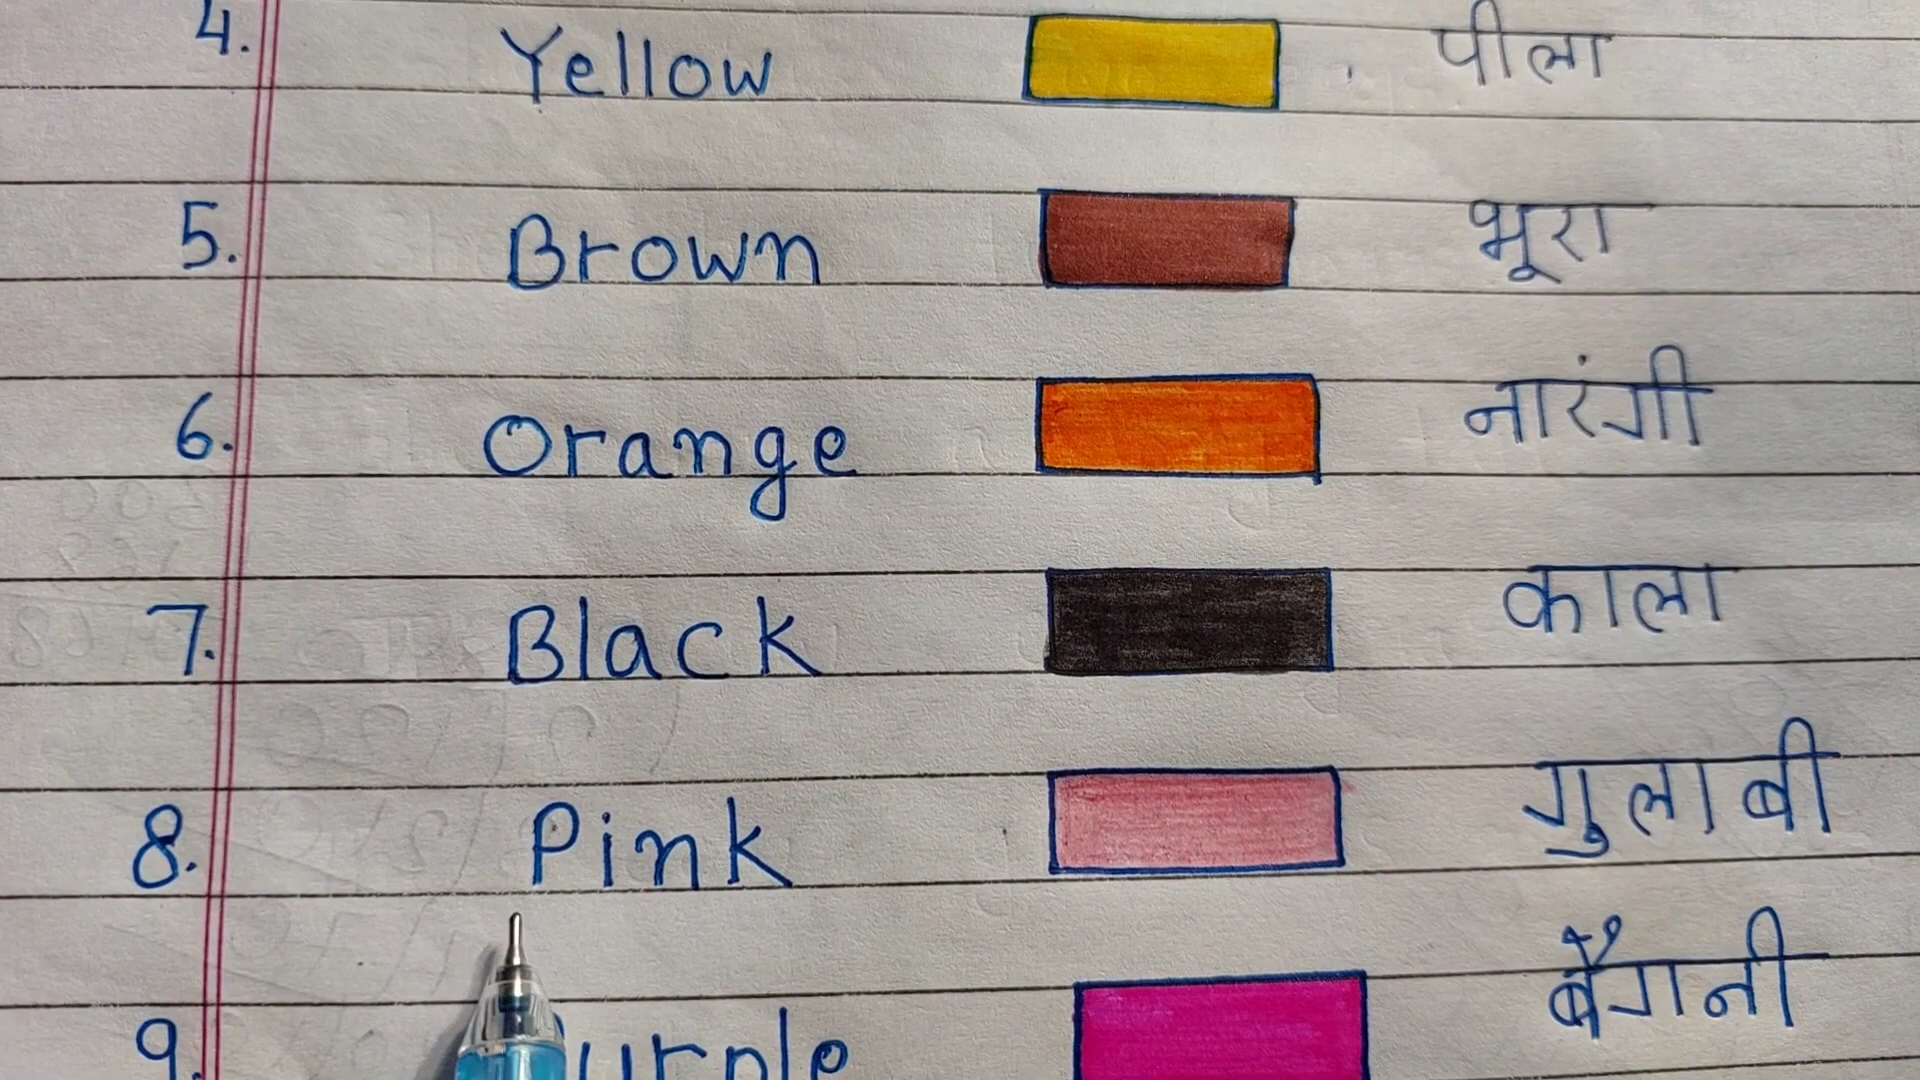 4. Yellow पीला
5. Brown भूरा
6. Orange नारंगी
7. Black काला
8. Pink गुलाबी
9. बैंगनी